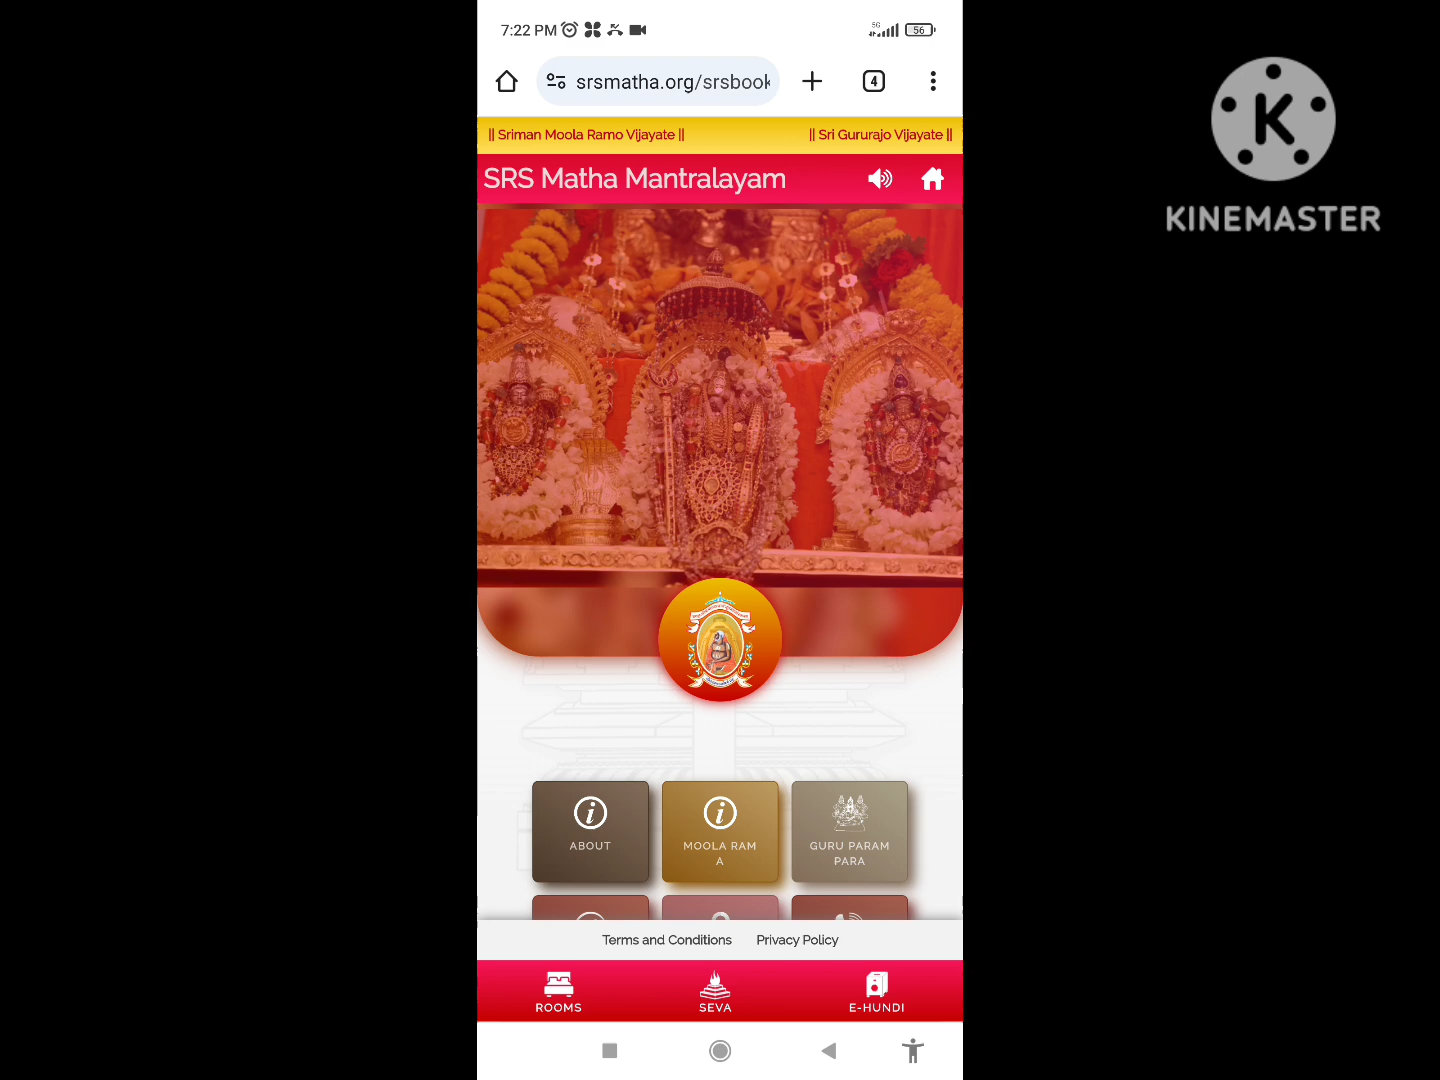 7:22 PM
5G
56
srsmatha.org/srsbook
4
|| Sriman Moola Ramo Vijayate ||
|| Sri Gururajo Vijayate ||
SRS Matha Mantralayam
KINEMASTER
ABOUT
MOOLA RAM
A
GURU PARAM
PARA
Terms and Conditions
Privacy Policy
ROOMS
SEVA
E-HUNDI